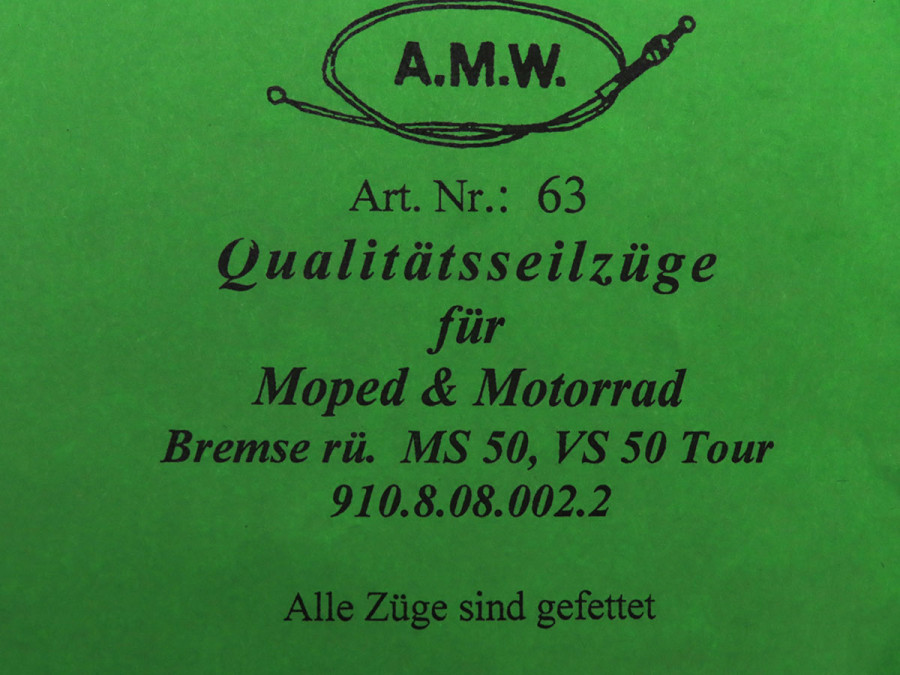 A.M.W.
Art. Nr.: 63
Qualitätsseilzüge
für
Moped & Motorrad
Bremse rü. MS 50, VS 50 Tour
910.8.08.002.2
Alle Züge sind gefettet